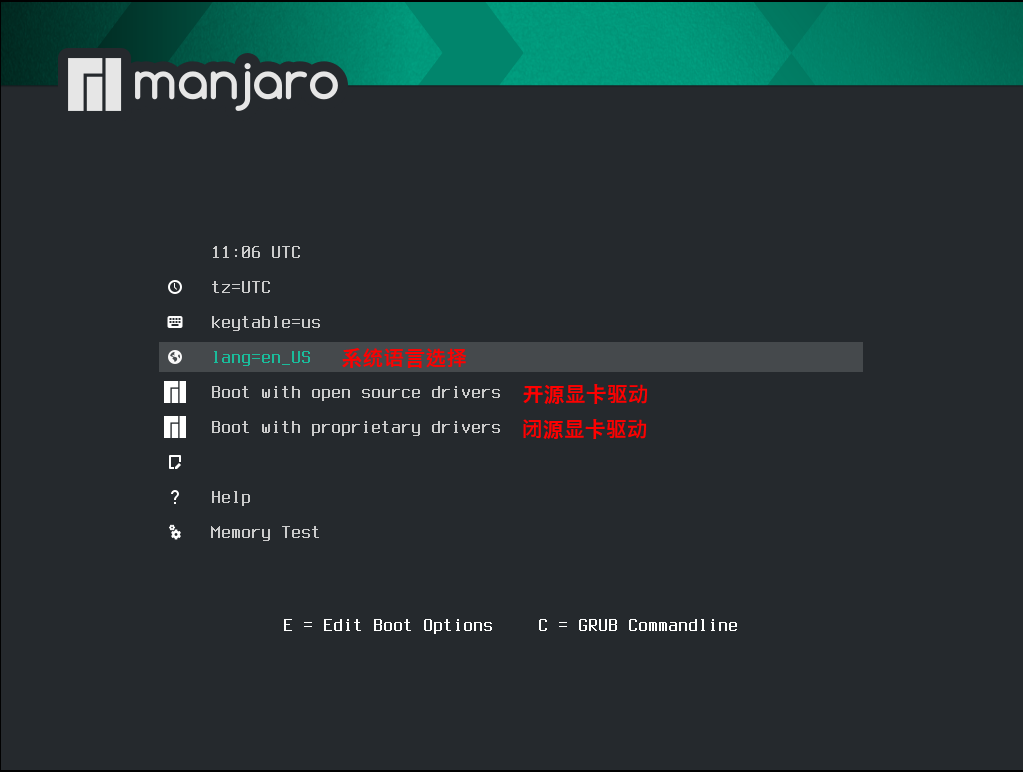 manjaro
11:06 UTC
tz=UTC
keytable=us
lang=en_US 系统语言选择
Boot with open source drivers 开源显卡驱动
Boot with proprietary drivers 闭源显卡驱动
? Help
Memory Test
E = Edit Boot Options C = GRUB Commandline